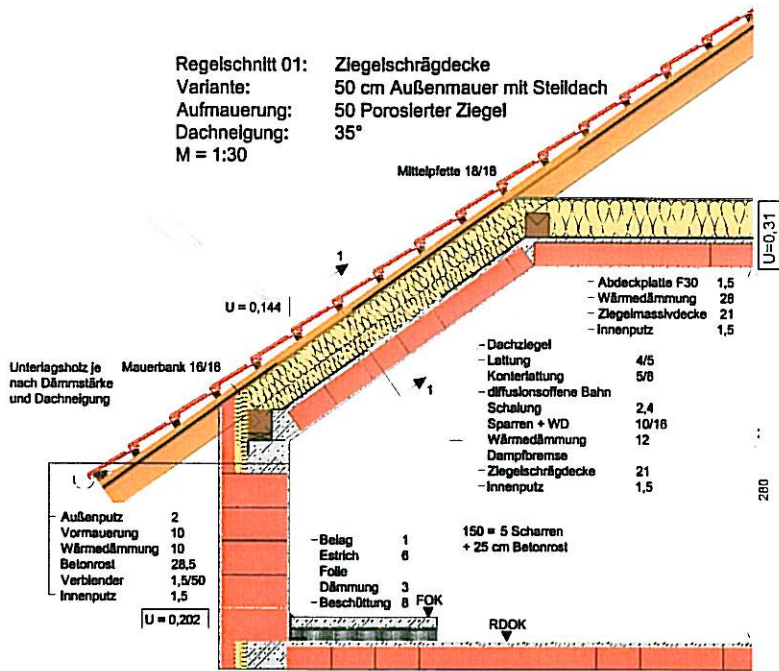 Regelschnitt 01: Ziegelschrägdecke
Variante: 50 cm Außenmauer mit Steildach
Aufmauerung: 50 Porosierter Ziegel
Dachneigung: 35°
M = 1:30
Mittelpfette 18/18
U=0,31
1
U = 0,144
Abdeckplatte F30 1,5
Wärmedämmung 28
Ziegelmassivdecke 21
Innenputz 1,5
Unterlagsholz je
nach Dämmstärke
und Dachneigung
Mauerbank 16/16
1
Dachziegel
Lattung 4/5
Konterlattung 5/8
diffusionsoffene Bahn
Schalung 2,4
Sparren + WD 10/16
Wärmedämmung 12
Dampfbremse
Ziegelschrägdecke 21
Innenputz 1,5
280
Außenputz 2
Vormauerung 10
Wärmedämmung 10
Betonrost 28,5
Verblender 1,5/50
Innenputz 1,5
U = 0,202
Belag 1
Estrich 6
Folie
Dämmung 3
Beschüttung 8
150 = 5 Scharren
+ 25 cm Betonrost
FOK
RDOK